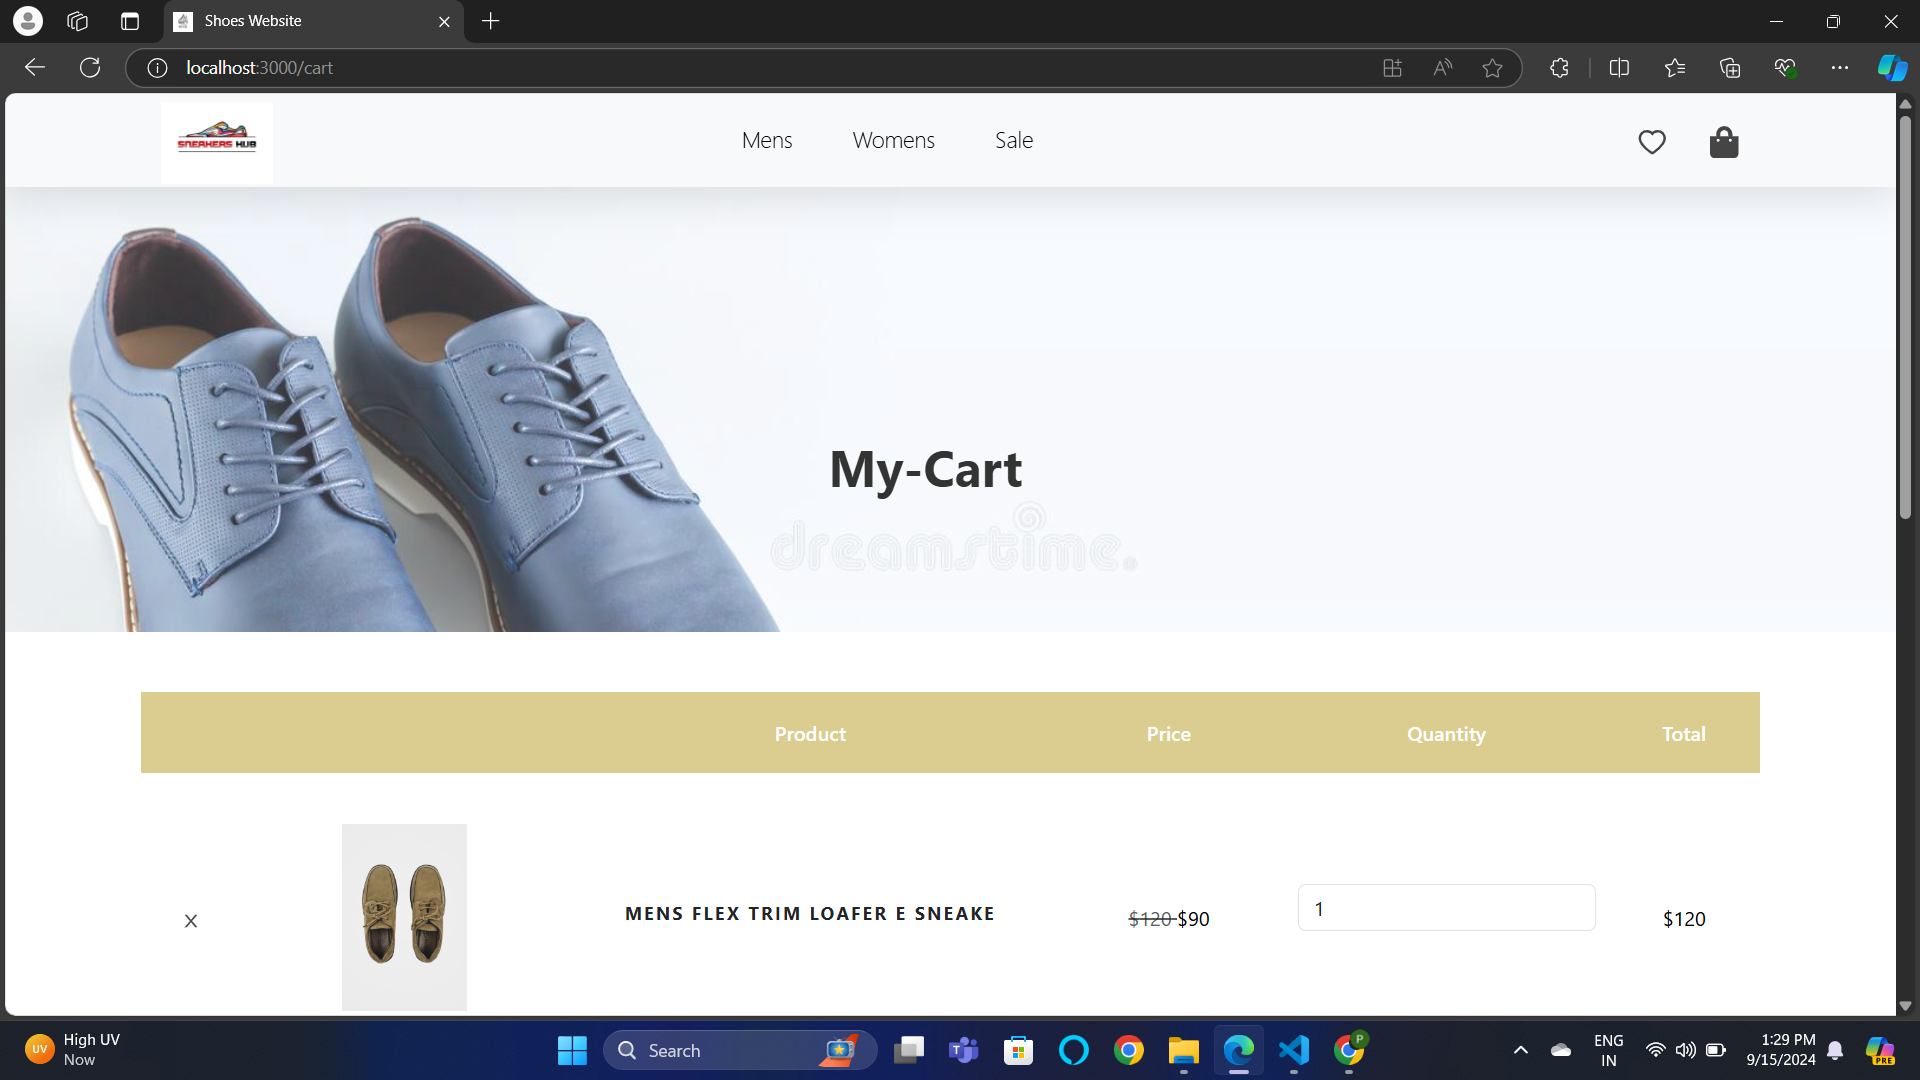 Shoes Website
localhost:3000/cart
SNEAKERS HUB
Mens
Womens
Sale
My-Cart
dreamstime.
Product
Price
Quantity
Total
X
MENS FLEX TRIM LOAFER E SNEAKE
$120 $90
1
$120
UV
High UV
Now
Search
T
P
ENG
IN
1:29 PM
9/15/2024
PRE